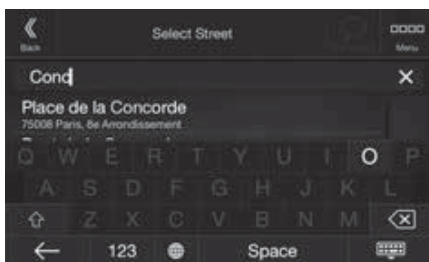 Select Street
Back
Menu
Cond
Place de la Concorde
75008 Paris, 8e Arrondissement
Q W E R T Y U I O P
A S D F G H J K L
Z X C V B N M
123 Space